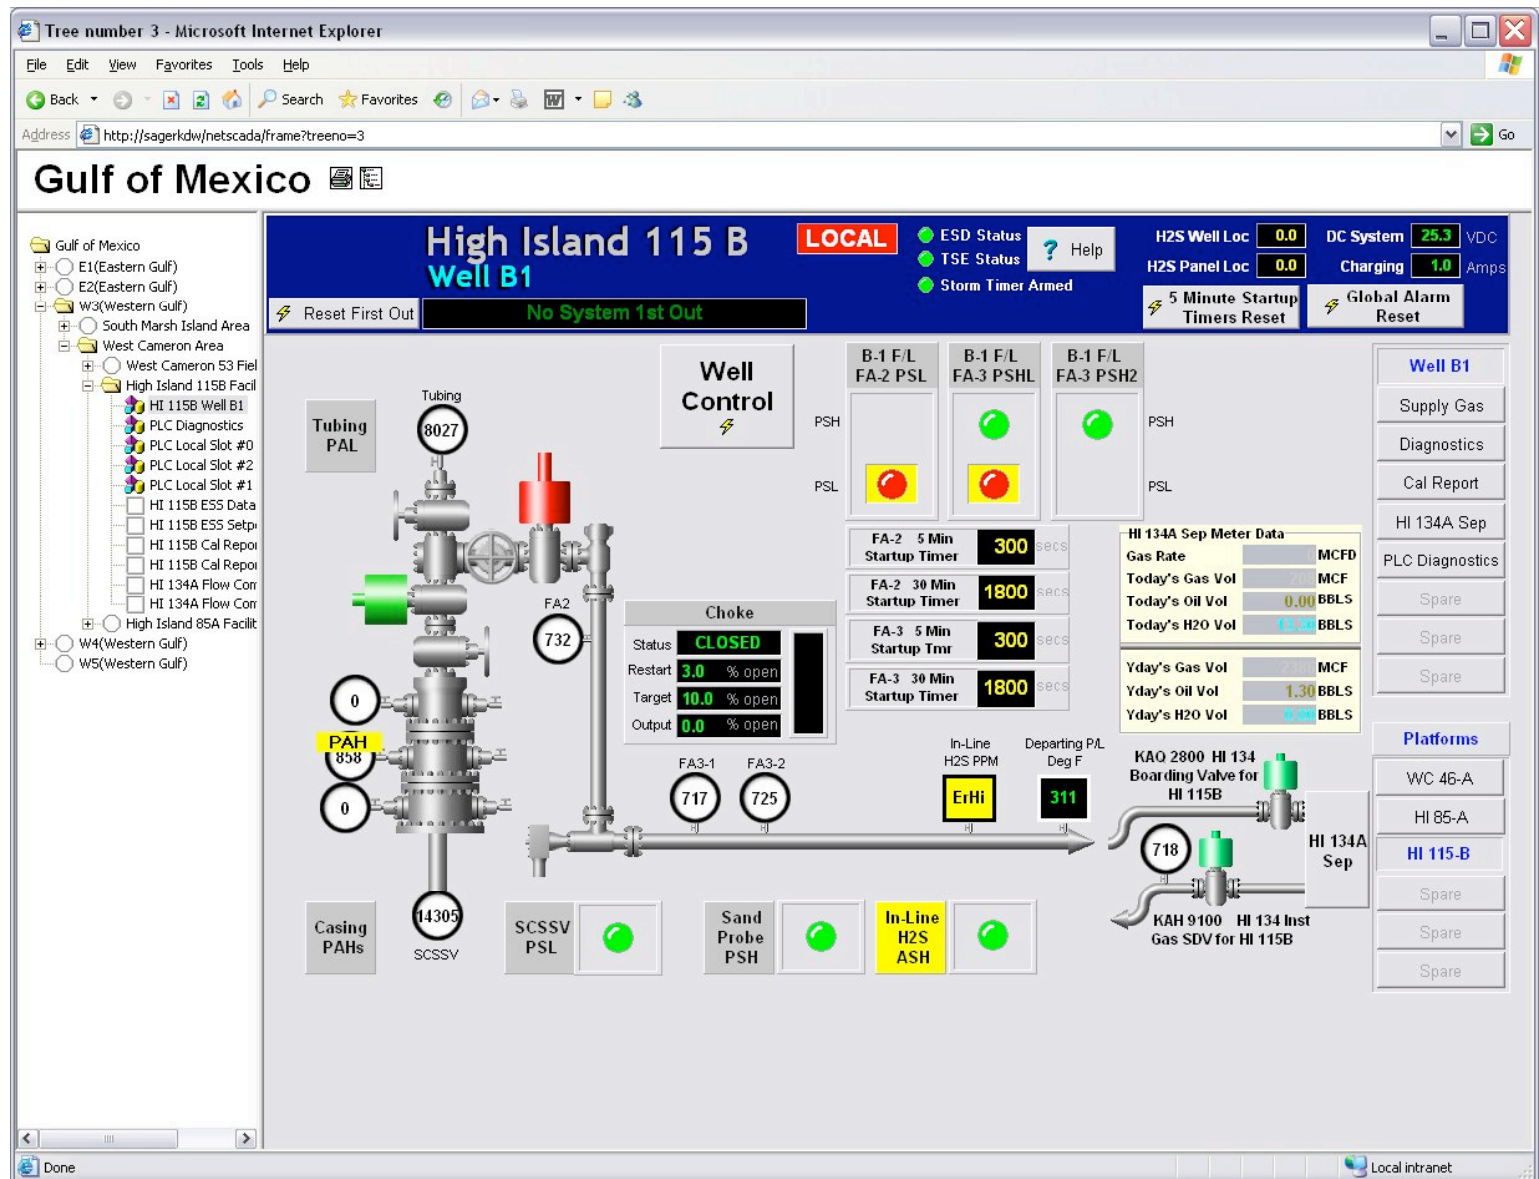 Tree number 3 - Microsoft Internet Explorer
File Edit View Favorites Tools Help
Back Search Favorites
Address http://sagerkdw/netscada/frame?treeno=3 Go
Gulf of Mexico
Gulf of Mexico
E1(Eastern Gulf)
E2(Eastern Gulf)
W3(Western Gulf)
South Marsh Island Area
West Cameron Area
West Cameron 53 Fiel
High Island 115B Facil
HI 115B Well B1
PLC Diagnostics
PLC Local Slot #0
PLC Local Slot #2
PLC Local Slot #1
HI 115B ESS Data
HI 115B ESS Setp
HI 115B Cal Repo
HI 115B Cal Repo
HI 134A Flow Con
HI 134A Flow Con
High Island 85A Facilit
W4(Western Gulf)
W5(Western Gulf)
High Island 115 B
Well B1
LOCAL
ESD Status
TSE Status
Storm Timer Armed
? Help
H2S Well Loc 0.0
H2S Panel Loc 0.0
DC System 25.3 VDC
Charging 1.0 Amps
Reset First Out
No System 1st Out
5 Minute Startup
Timers Reset
Global Alarm
Reset
Tubing
PAL
Tubing
8027
Well
Control
B-1 F/L
FA-2 PSL
B-1 F/L
FA-3 PSHL
B-1 F/L
FA-3 PSH2
PSH
PSH
PSL
PSL
FA2
732
0
PAH
858
0
14305
SCSSV
Choke
Status CLOSED
Restart 3.0 % open
Target 10.0 % open
Output 0.0 % open
FA-2 5 Min
Startup Timer
300 secs
FA-2 30 Min
Startup Timer
1800 secs
FA-3 5 Min
Startup Tmr
300 secs
FA-3 30 Min
Startup Timer
1800 secs
HI 134A Sep Meter Data
Gas Rate 0 MCFD
Today's Gas Vol 208 MCF
Today's Oil Vol 0.00 BBLS
Today's H2O Vol BBLS
Yday's Gas Vol MCF
Yday's Oil Vol 1.30 BBLS
Yday's H2O Vol 0.00 BBLS
FA3-1
717
FA3-2
725
In-Line
H2S PPM
ErHi
Departing P/L
Deg F
311
KAQ 2800 HI 134
Boarding Valve for
HI 115B
718
HI 134A
Sep
KAH 9100 HI 134 Inst
Gas SDV for HI 115B
Casing
PAHs
SCSSV
PSL
Sand
Probe
PSH
In-Line
H2S
ASH
Well B1
Supply Gas
Diagnostics
Cal Report
HI 134A Sep
PLC Diagnostics
Spare
Spare
Spare
Platforms
WC 46-A
HI 85-A
HI 115-B
Spare
Spare
Spare
Done
Local intranet